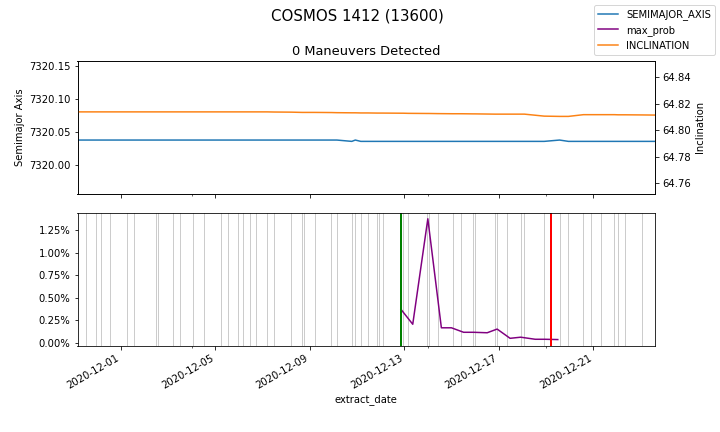 COSMOS 1412 (13600)
SEMIMAJOR_AXIS
max_prob
INCLINATION
0 Maneuvers Detected
7320.15
7320.10
7320.05
7320.00
Semimajor Axis
64.84
64.82
64.80
64.78
64.76
Inclination
1.25%
1.00%
0.75%
0.50%
0.25%
0.00%
2020-12-01
2020-12-05
2020-12-09
2020-12-13
2020-12-17
2020-12-21
extract_date